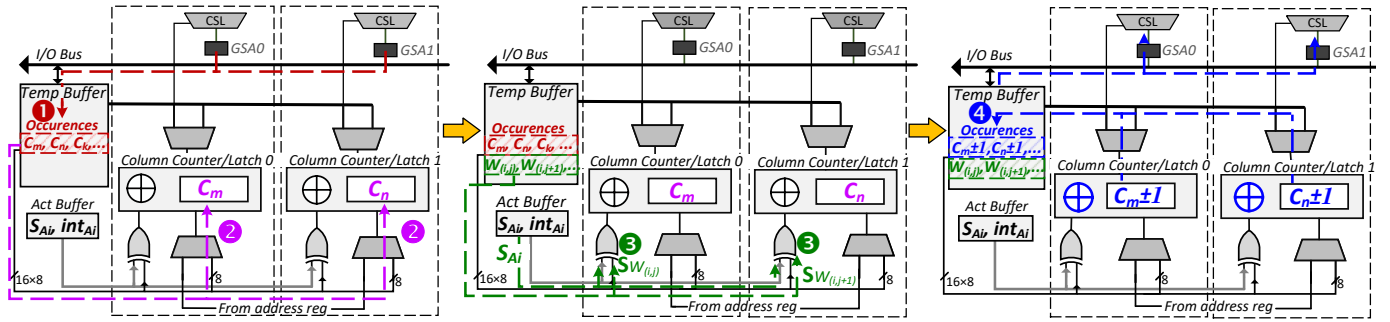 CSL
GSA0
I/O Bus
Temp Buffer
1
Occurences
Cm, Cn, Ck,...
Column Counter/Latch 0
Cm
Act Buffer
SAi, intAi
2
16×8
8
From address reg
CSL
GSA1
Column Counter/Latch 1
Cn
2
8
CSL
GSA0
I/O Bus
Temp Buffer
Occurences
Cm, Cn, Ck, ...
W(i,j), W(i,j+1),...
Column Counter/Latch 0
Cm
Act Buffer
SAi, intAi
SAi
3
SW(i,j)
16×8
8
From address reg
CSL
GSA1
Column Counter/Latch 1
Cn
3
SW(i,j+1)
8
CSL
GSA0
I/O Bus
Temp Buffer
4
Occurences
Cm±1, Cn±1, ...
W(i,j), W(i,j+1),...
Column Counter/Latch 0
Cm±1
Act Buffer
SAi, intAi
16×8
8
From address reg
CSL
GSA1
Column Counter/Latch 1
Cn±1
8